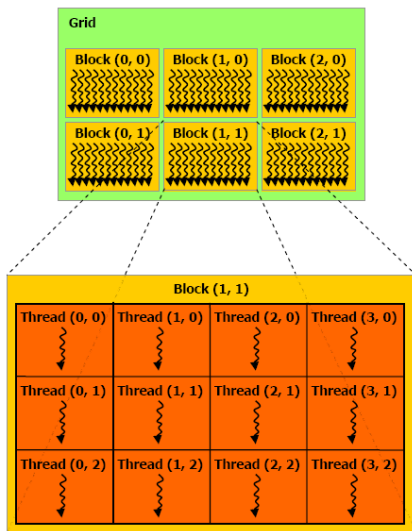 Grid
Block (0, 0) Block (1, 0) Block (2, 0)
Block (0, 1) Block (1, 1) Block (2, 1)
Block (1, 1)
Thread (0, 0) Thread (1, 0) Thread (2, 0) Thread (3, 0)
Thread (0, 1) Thread (1, 1) Thread (2, 1) Thread (3, 1)
Thread (0, 2) Thread (1, 2) Thread (2, 2) Thread (3, 2)